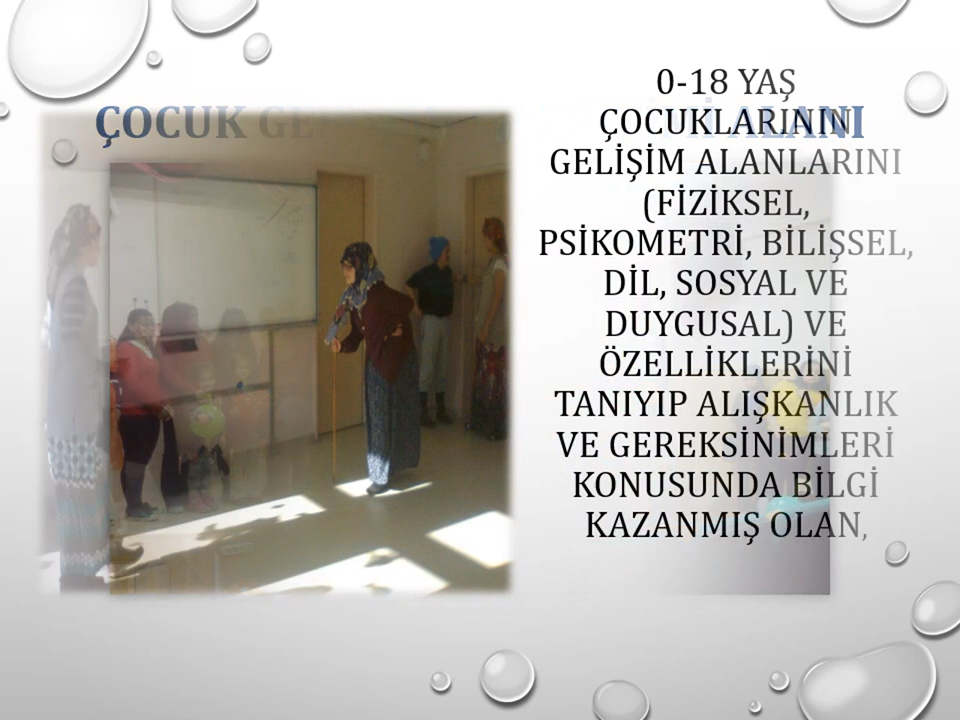 ÇOCUK GE
ALANI
0-18 YAŞ
ÇOCUKLARININ
GELİŞİM ALANLARINI
(FİZİKSEL,
PSİKOMETRİ, BİLİŞSEL,
DİL, SOSYAL VE
DUYGUSAL) VE
ÖZELLİKLERİNİ
TANIYIP ALIŞKANLIK
VE GEREKSİNİMLERİ
KONUSUNDA BİLGİ
KAZANMIŞ OLAN,